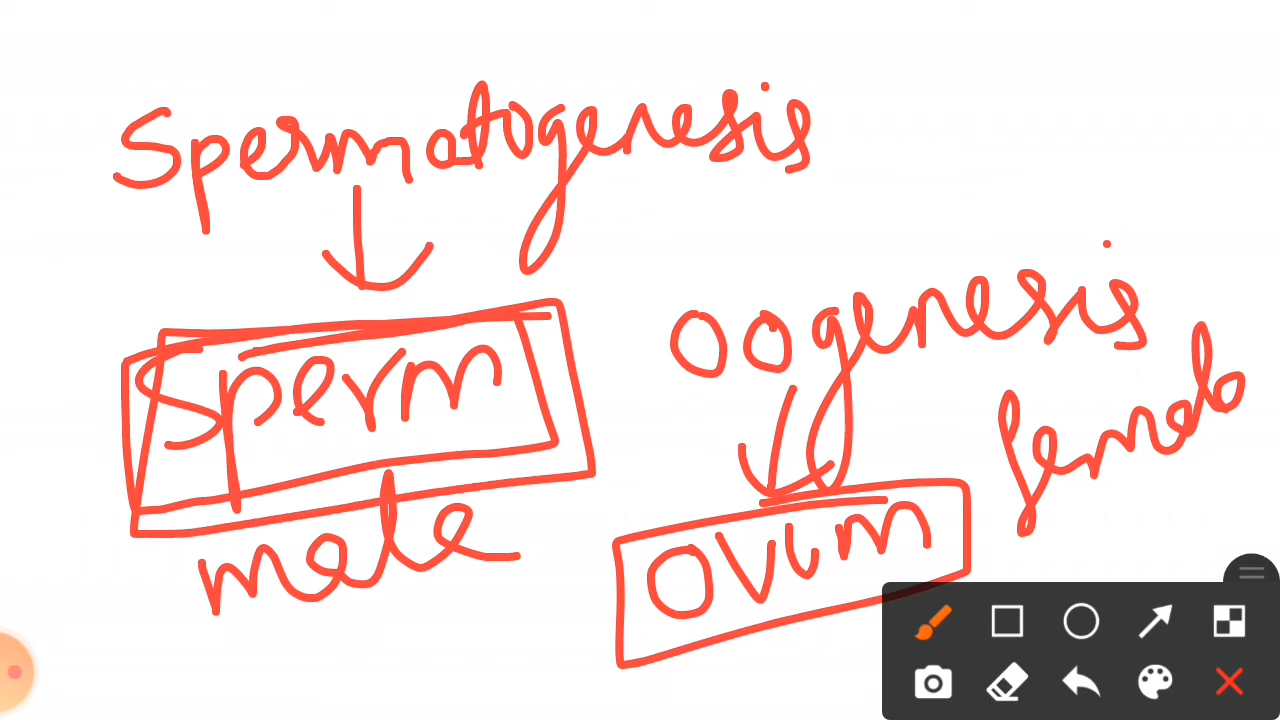 Spermatogenesis
Sperm
male
oogenesis
female
ovum